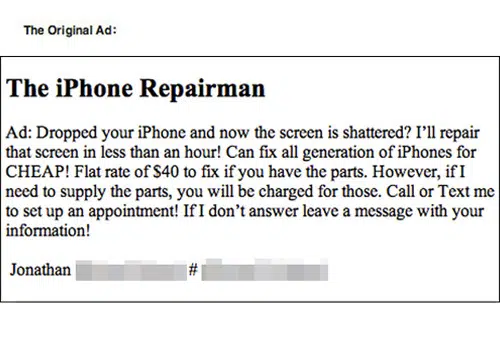 The Original Ad:
The iPhone Repairman
Ad: Dropped your iPhone and now the screen is shattered? I’ll repair
that screen in less than an hour! Can fix all generation of iPhones for
CHEAP! Flat rate of $40 to fix if you have the parts. However, if I
need to supply the parts, you will be charged for those. Call or Text me
to set up an appointment! If I don’t answer leave a message with your
information!
Jonathan #